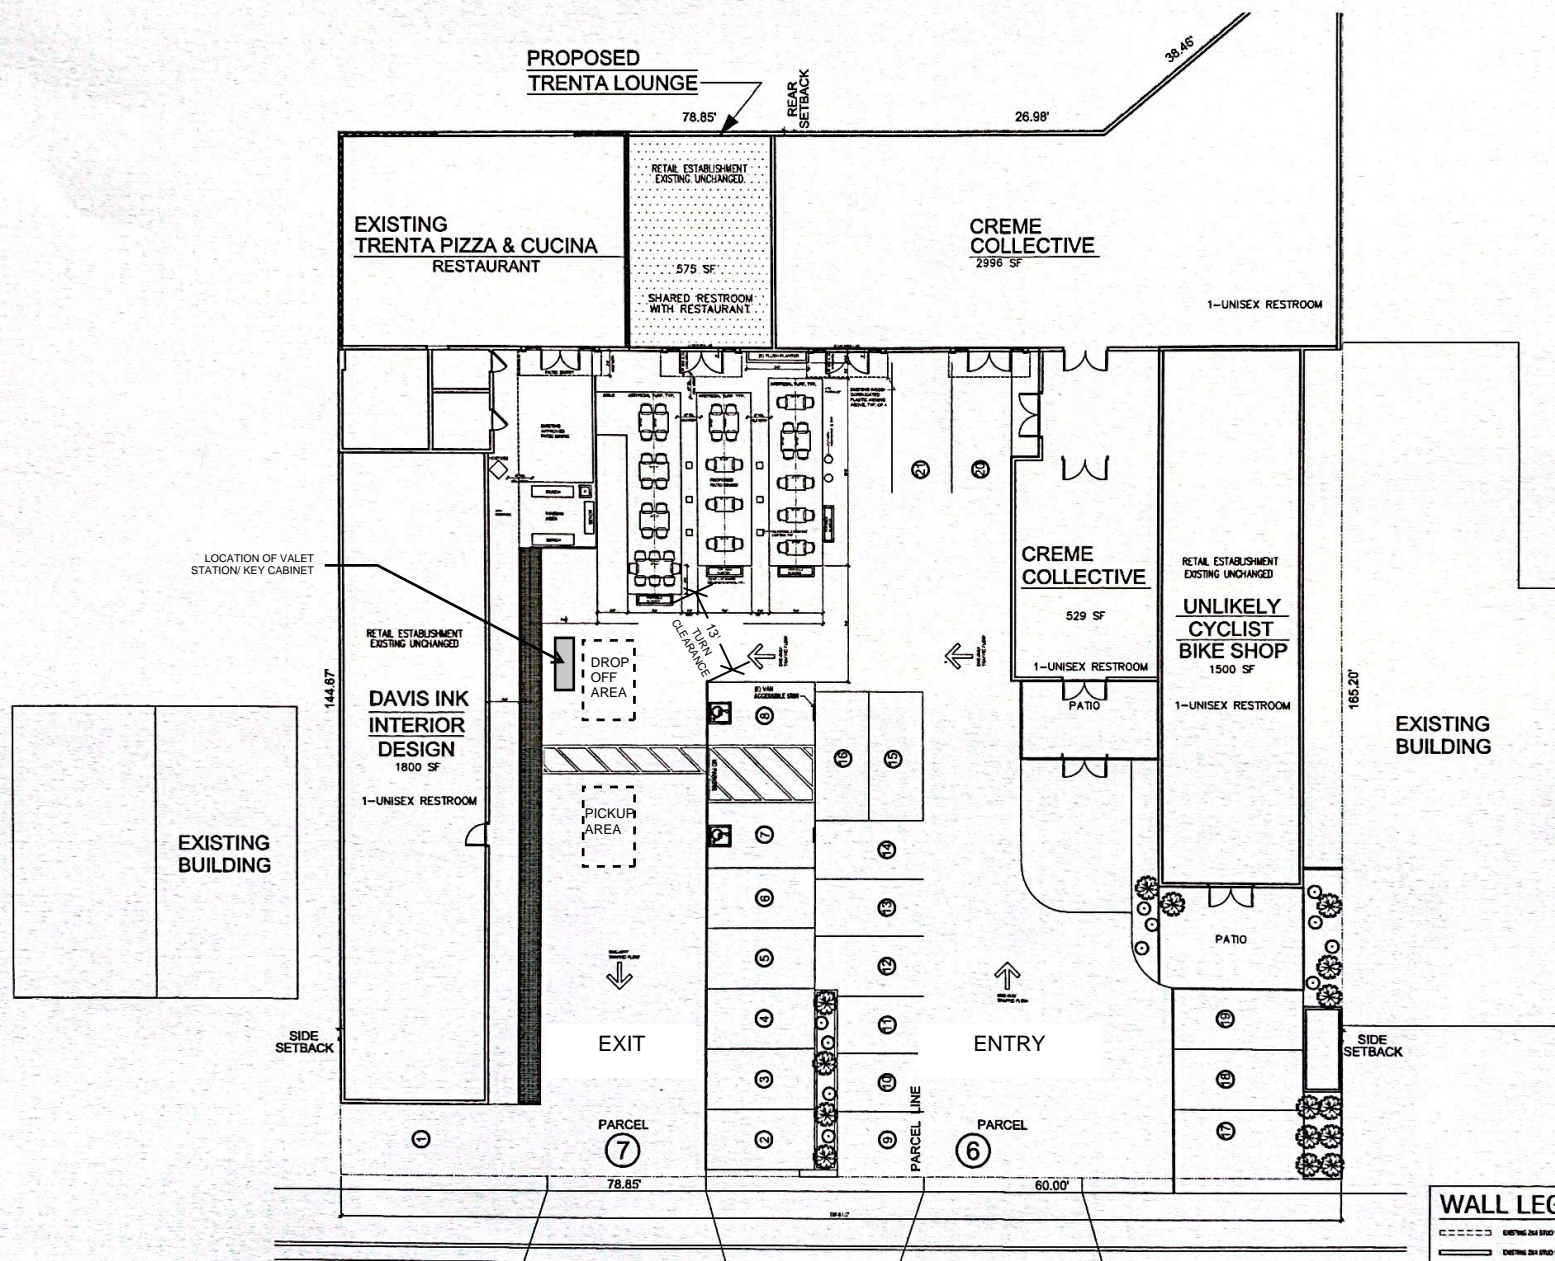 PROPOSED
TRENTA LOUNGE
78.85'
REAR
SETBACK
26.98'
38.46'
RETAIL ESTABLISHMENT
EXISTING UNCHANGED
EXISTING
TRENTA PIZZA & CUCINA
RESTAURANT
575 SF
SHARED RESTROOM
WITH RESTAURANT
CREME
COLLECTIVE
2996 SF
1-UNISEX RESTROOM
21
20
LOCATION OF VALET
STATION/ KEY CABINET
CREME
COLLECTIVE
529 SF
1-UNISEX RESTROOM
RETAIL ESTABLISHMENT
EXISTING UNCHANGED
UNLIKELY
CYCLIST
BIKE SHOP
1500 SF
1-UNISEX RESTROOM
RETAIL ESTABLISHMENT
EXISTING UNCHANGED
DAVIS INK
INTERIOR
DESIGN
1800 SF
1-UNISEX RESTROOM
144.67'
165.20'
DROP
OFF
AREA
13'
TURN
CLEARANCE
PATIO
(E) VAN
8
NO PARKING
16
15
PICKUP
AREA
7
14
6
13
5
12
4
11
3
10
2
9
1
EXISTING
BUILDING
EXISTING
BUILDING
PATIO
19
18
17
SIDE
SETBACK
SIDE
SETBACK
EXIT
ENTRY
PARCEL
7
PARCEL LINE
PARCEL
6
78.85'
60.00'
WALL LEG